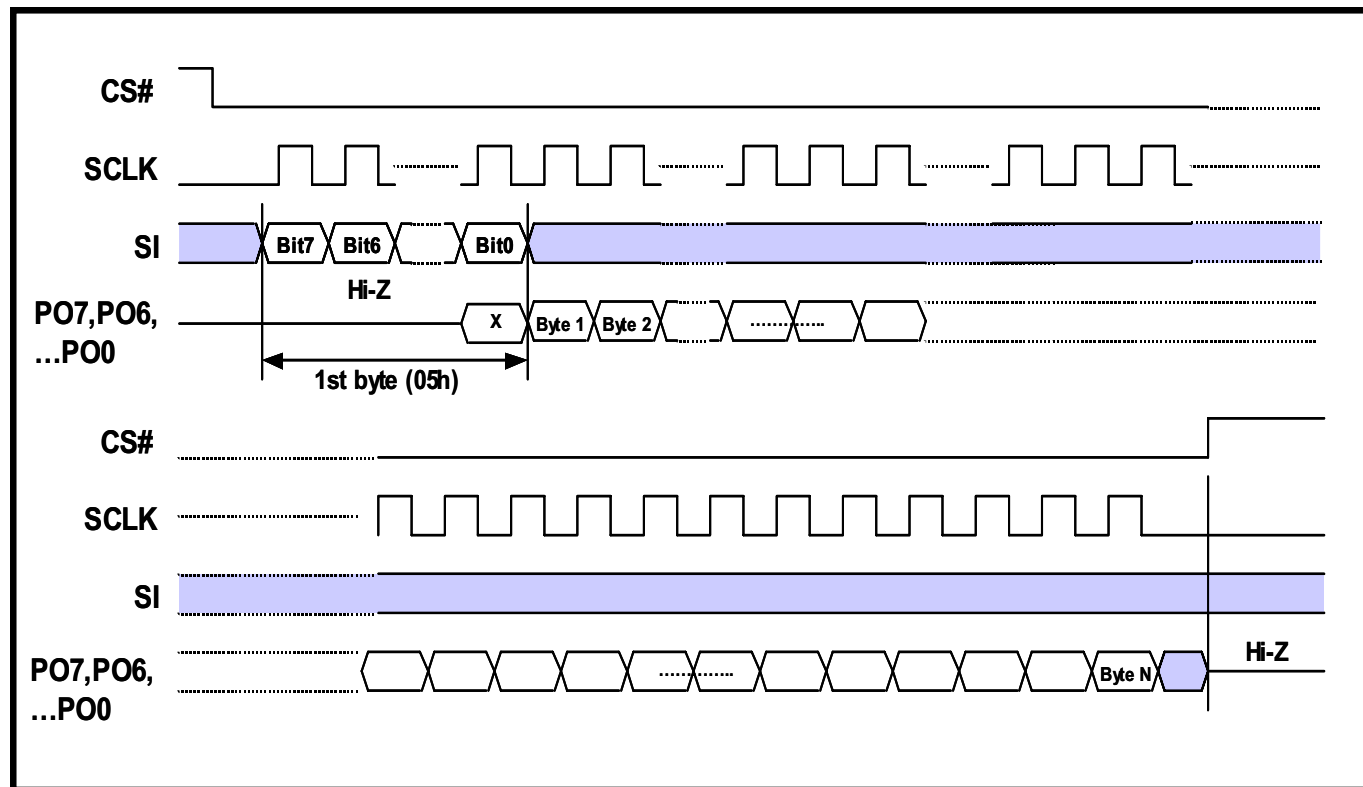 CS#
SCLK
SI
Bit7 Bit6 Bit0
Hi-Z
PO7,PO6,
...PO0
X Byte 1 Byte 2
1st byte (05h)
CS#
SCLK
SI
PO7,PO6,
...PO0
Byte N
Hi-Z